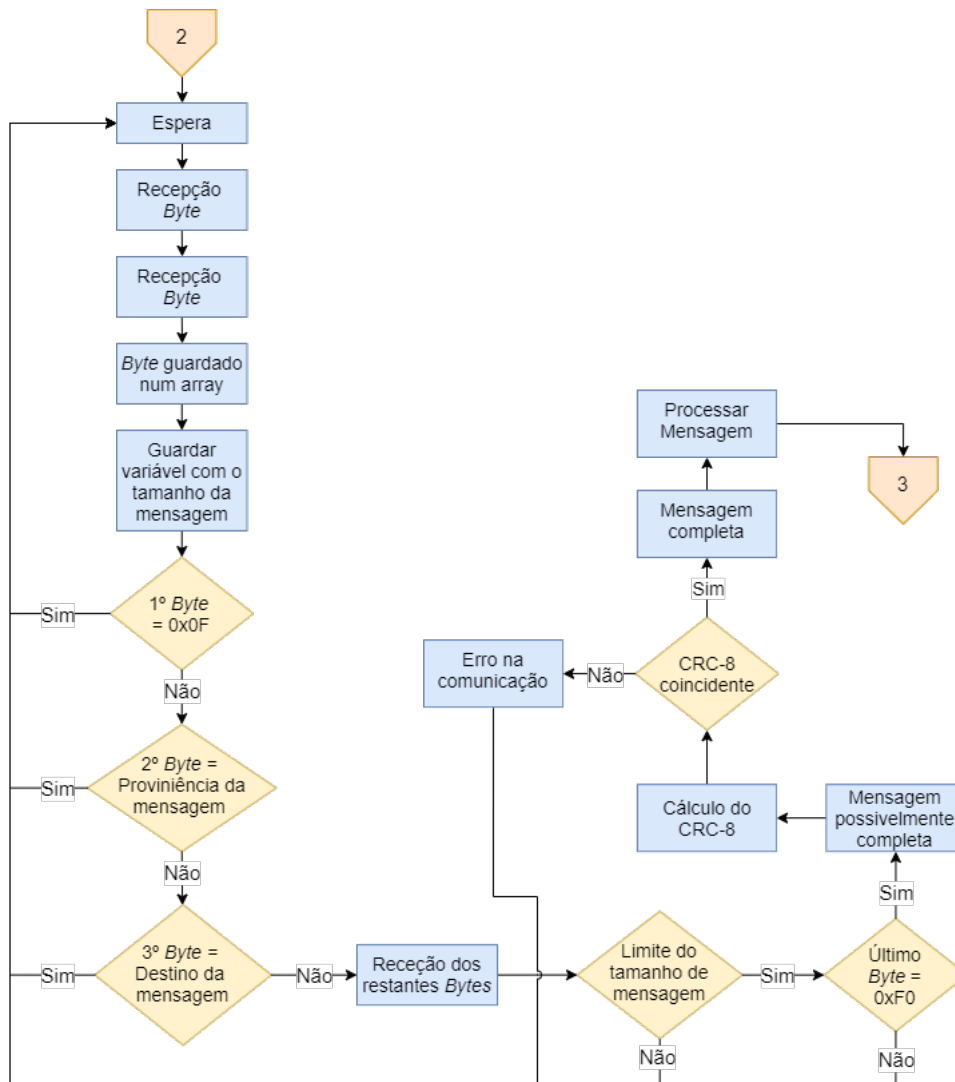 2
Espera
Recepção
Byte
Recepção
Byte
Byte guardado
num array
Guardar
variável com o
tamanho da
mensagem
1º Byte
= 0x0F
Sim
Não
2º Byte =
Proviniência da
mensagem
Sim
Não
3º Byte =
Destino da
mensagem
Sim
Não
Receção dos
restantes Bytes
Limite do
tamanho de
mensagem
Sim
Não
Último
Byte =
0xF0
Não
Sim
Mensagem
possivelmente
completa
Cálculo do
CRC-8
CRC-8
coincidente
Não
Erro na
comunicação
Sim
Mensagem
completa
Processar
Mensagem
3